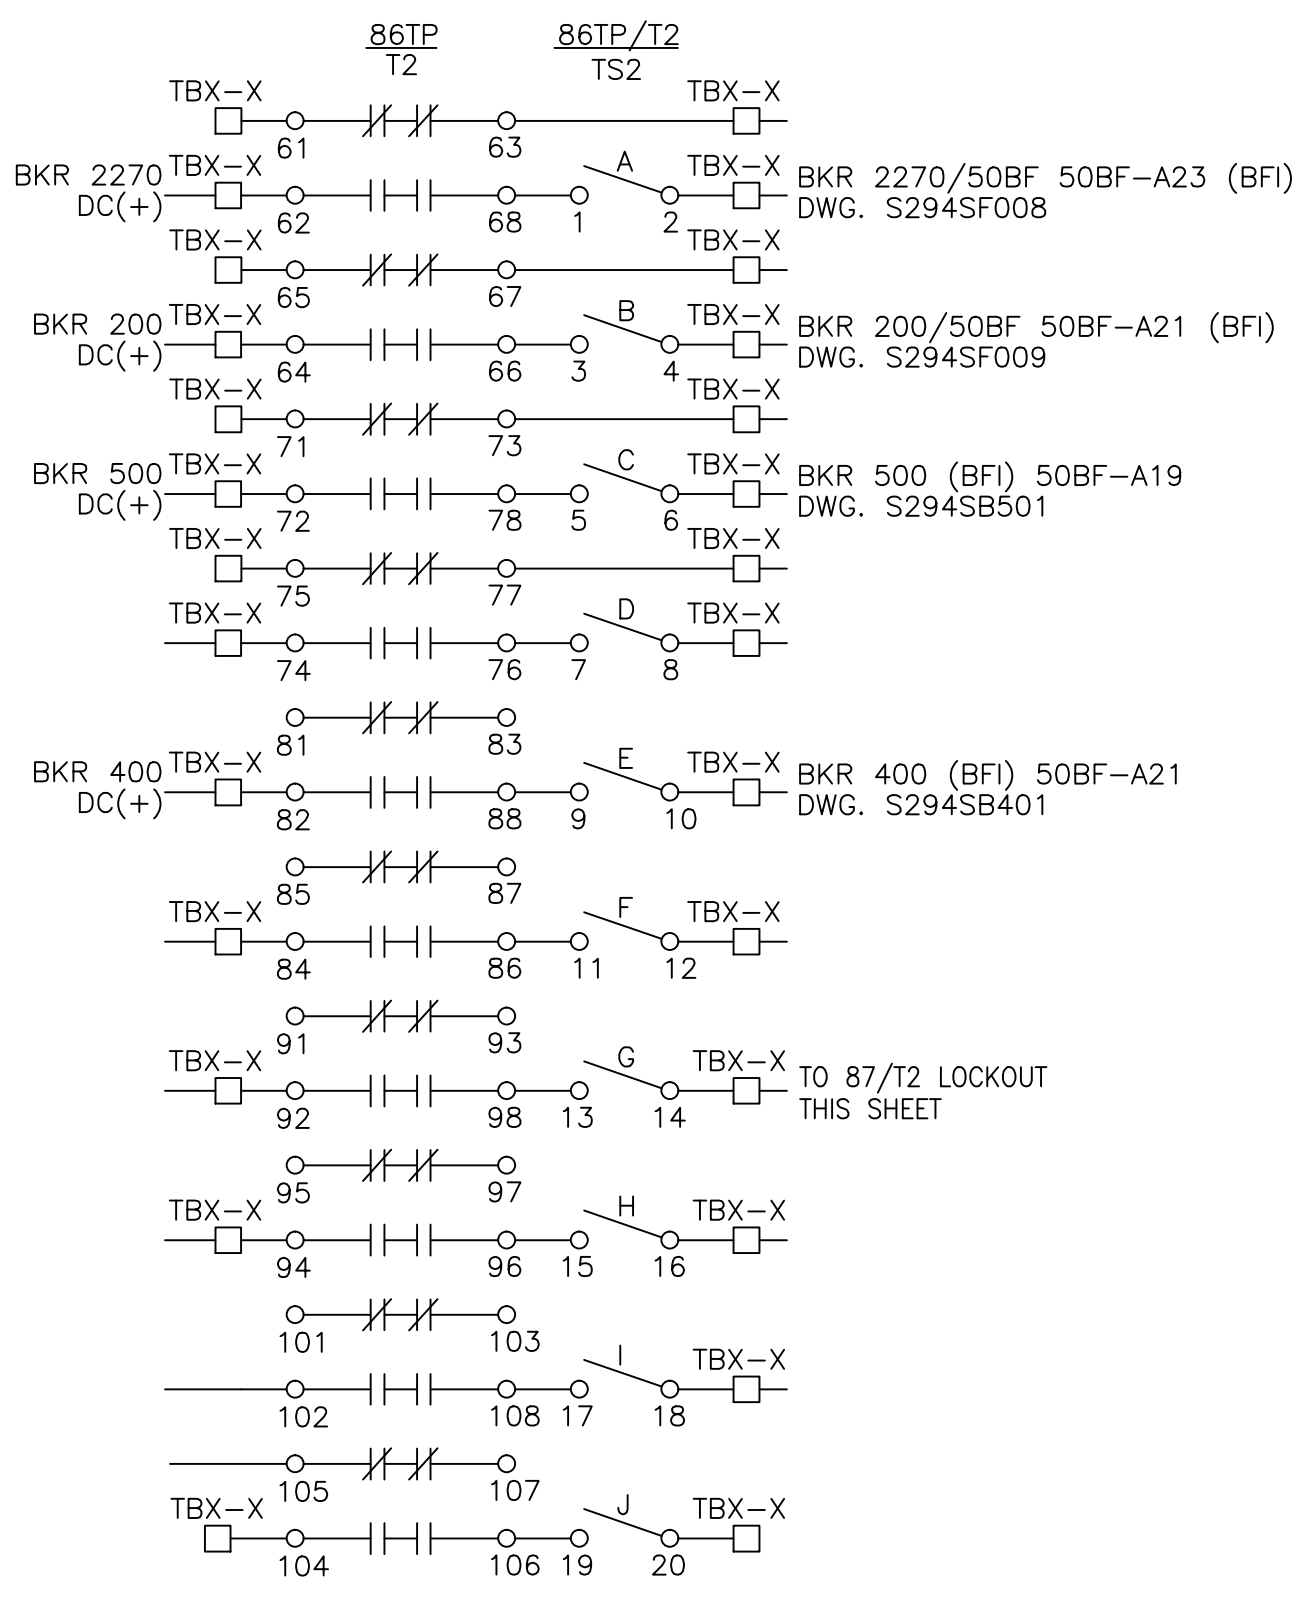 86TP 86TP/T2
T2 TS2
TBX-X TBX-X
61 63
BKR 2270 TBX-X A TBX-X BKR 2270/50BF 50BF-A23 (BFI)
DC(+) 62 68 1 2 DWG. S294SF008
TBX-X TBX-X
65 67
BKR 200 TBX-X B TBX-X BKR 200/50BF 50BF-A21 (BFI)
DC(+) 64 66 3 4 DWG. S294SF009
TBX-X TBX-X
71 73
BKR 500 TBX-X C TBX-X BKR 500 (BFI) 50BF-A19
DC(+) 72 78 5 6 DWG. S294SB501
TBX-X TBX-X
75 77
TBX-X D TBX-X
74 76 7 8
81 83
BKR 400 TBX-X E TBX-X BKR 400 (BFI) 50BF-A21
DC(+) 82 88 9 10 DWG. S294SB401
85 87
TBX-X F TBX-X
84 86 11 12
91 93
TBX-X G TBX-X TO 87/T2 LOCKOUT
92 98 13 14 THIS SHEET
95 97
TBX-X H TBX-X
94 96 15 16
101 103
I TBX-X
102 108 17 18
105 107
TBX-X J TBX-X
104 106 19 20